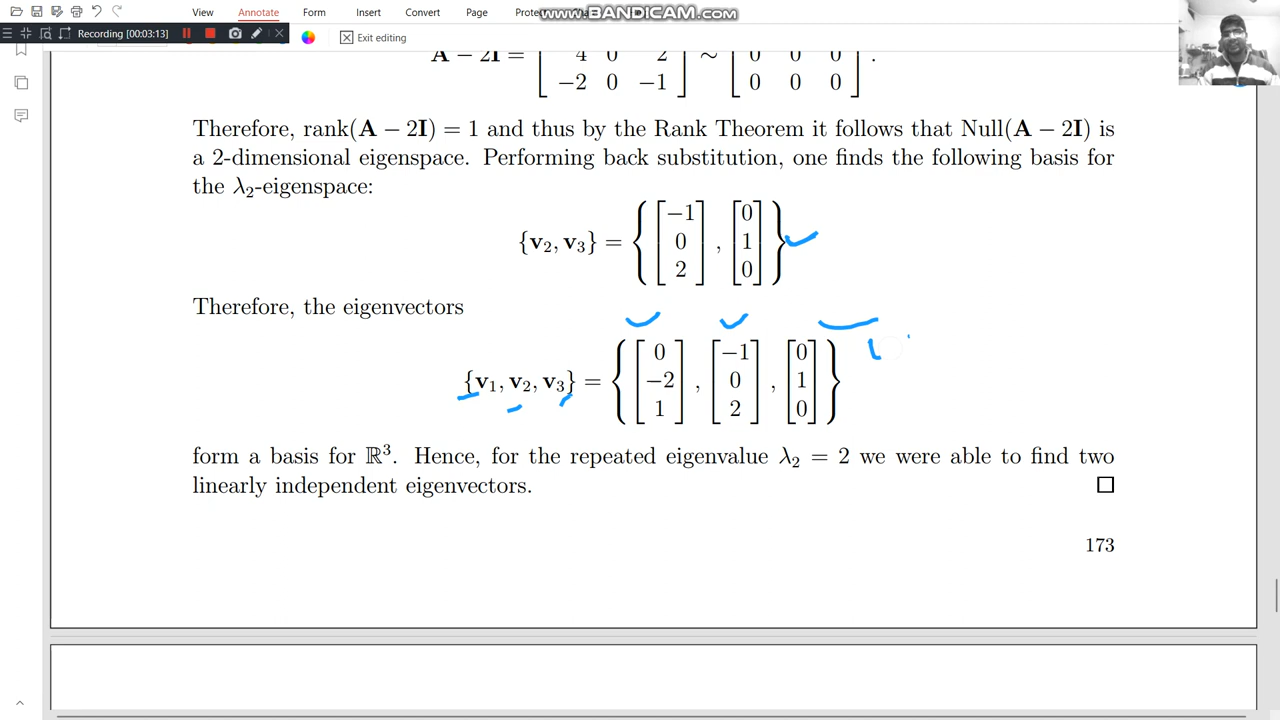 View Annotate Form Insert Convert Page
www.BANDICAM.com
Recording [00:03:13]
Exit editing
A − 2I = [ 4 0 2 ] ∼ [ 0 0 0 ] .
−2 0 −1 0 0 0
Therefore, rank(A − 2I) = 1 and thus by the Rank Theorem it follows that Null(A − 2I) is
a 2-dimensional eigenspace. Performing back substitution, one finds the following basis for
the λ₂-eigenspace:
{v₂, v₃} = { [−1 0 2], [0 1 0] }
Therefore, the eigenvectors
{v₁, v₂, v₃} = { [0 −2 1], [−1 0 2], [0 1 0] }
form a basis for ℝ³. Hence, for the repeated eigenvalue λ₂ = 2 we were able to find two
linearly independent eigenvectors. □
173